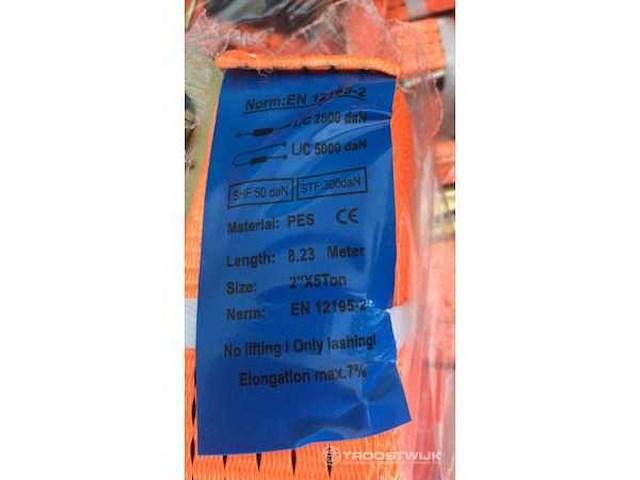 Norm:EN 12195-2
L/C 2500 daN
L/C 5000 daN
SHF 50 daN STF 300daN
Material: PES CE
Length: 8.23 Meter
Size: 2"X5Ton
Nerm: EN 12195-2
No lifting! Only lashing!
Elongation max.7%
TROOSTWIJK